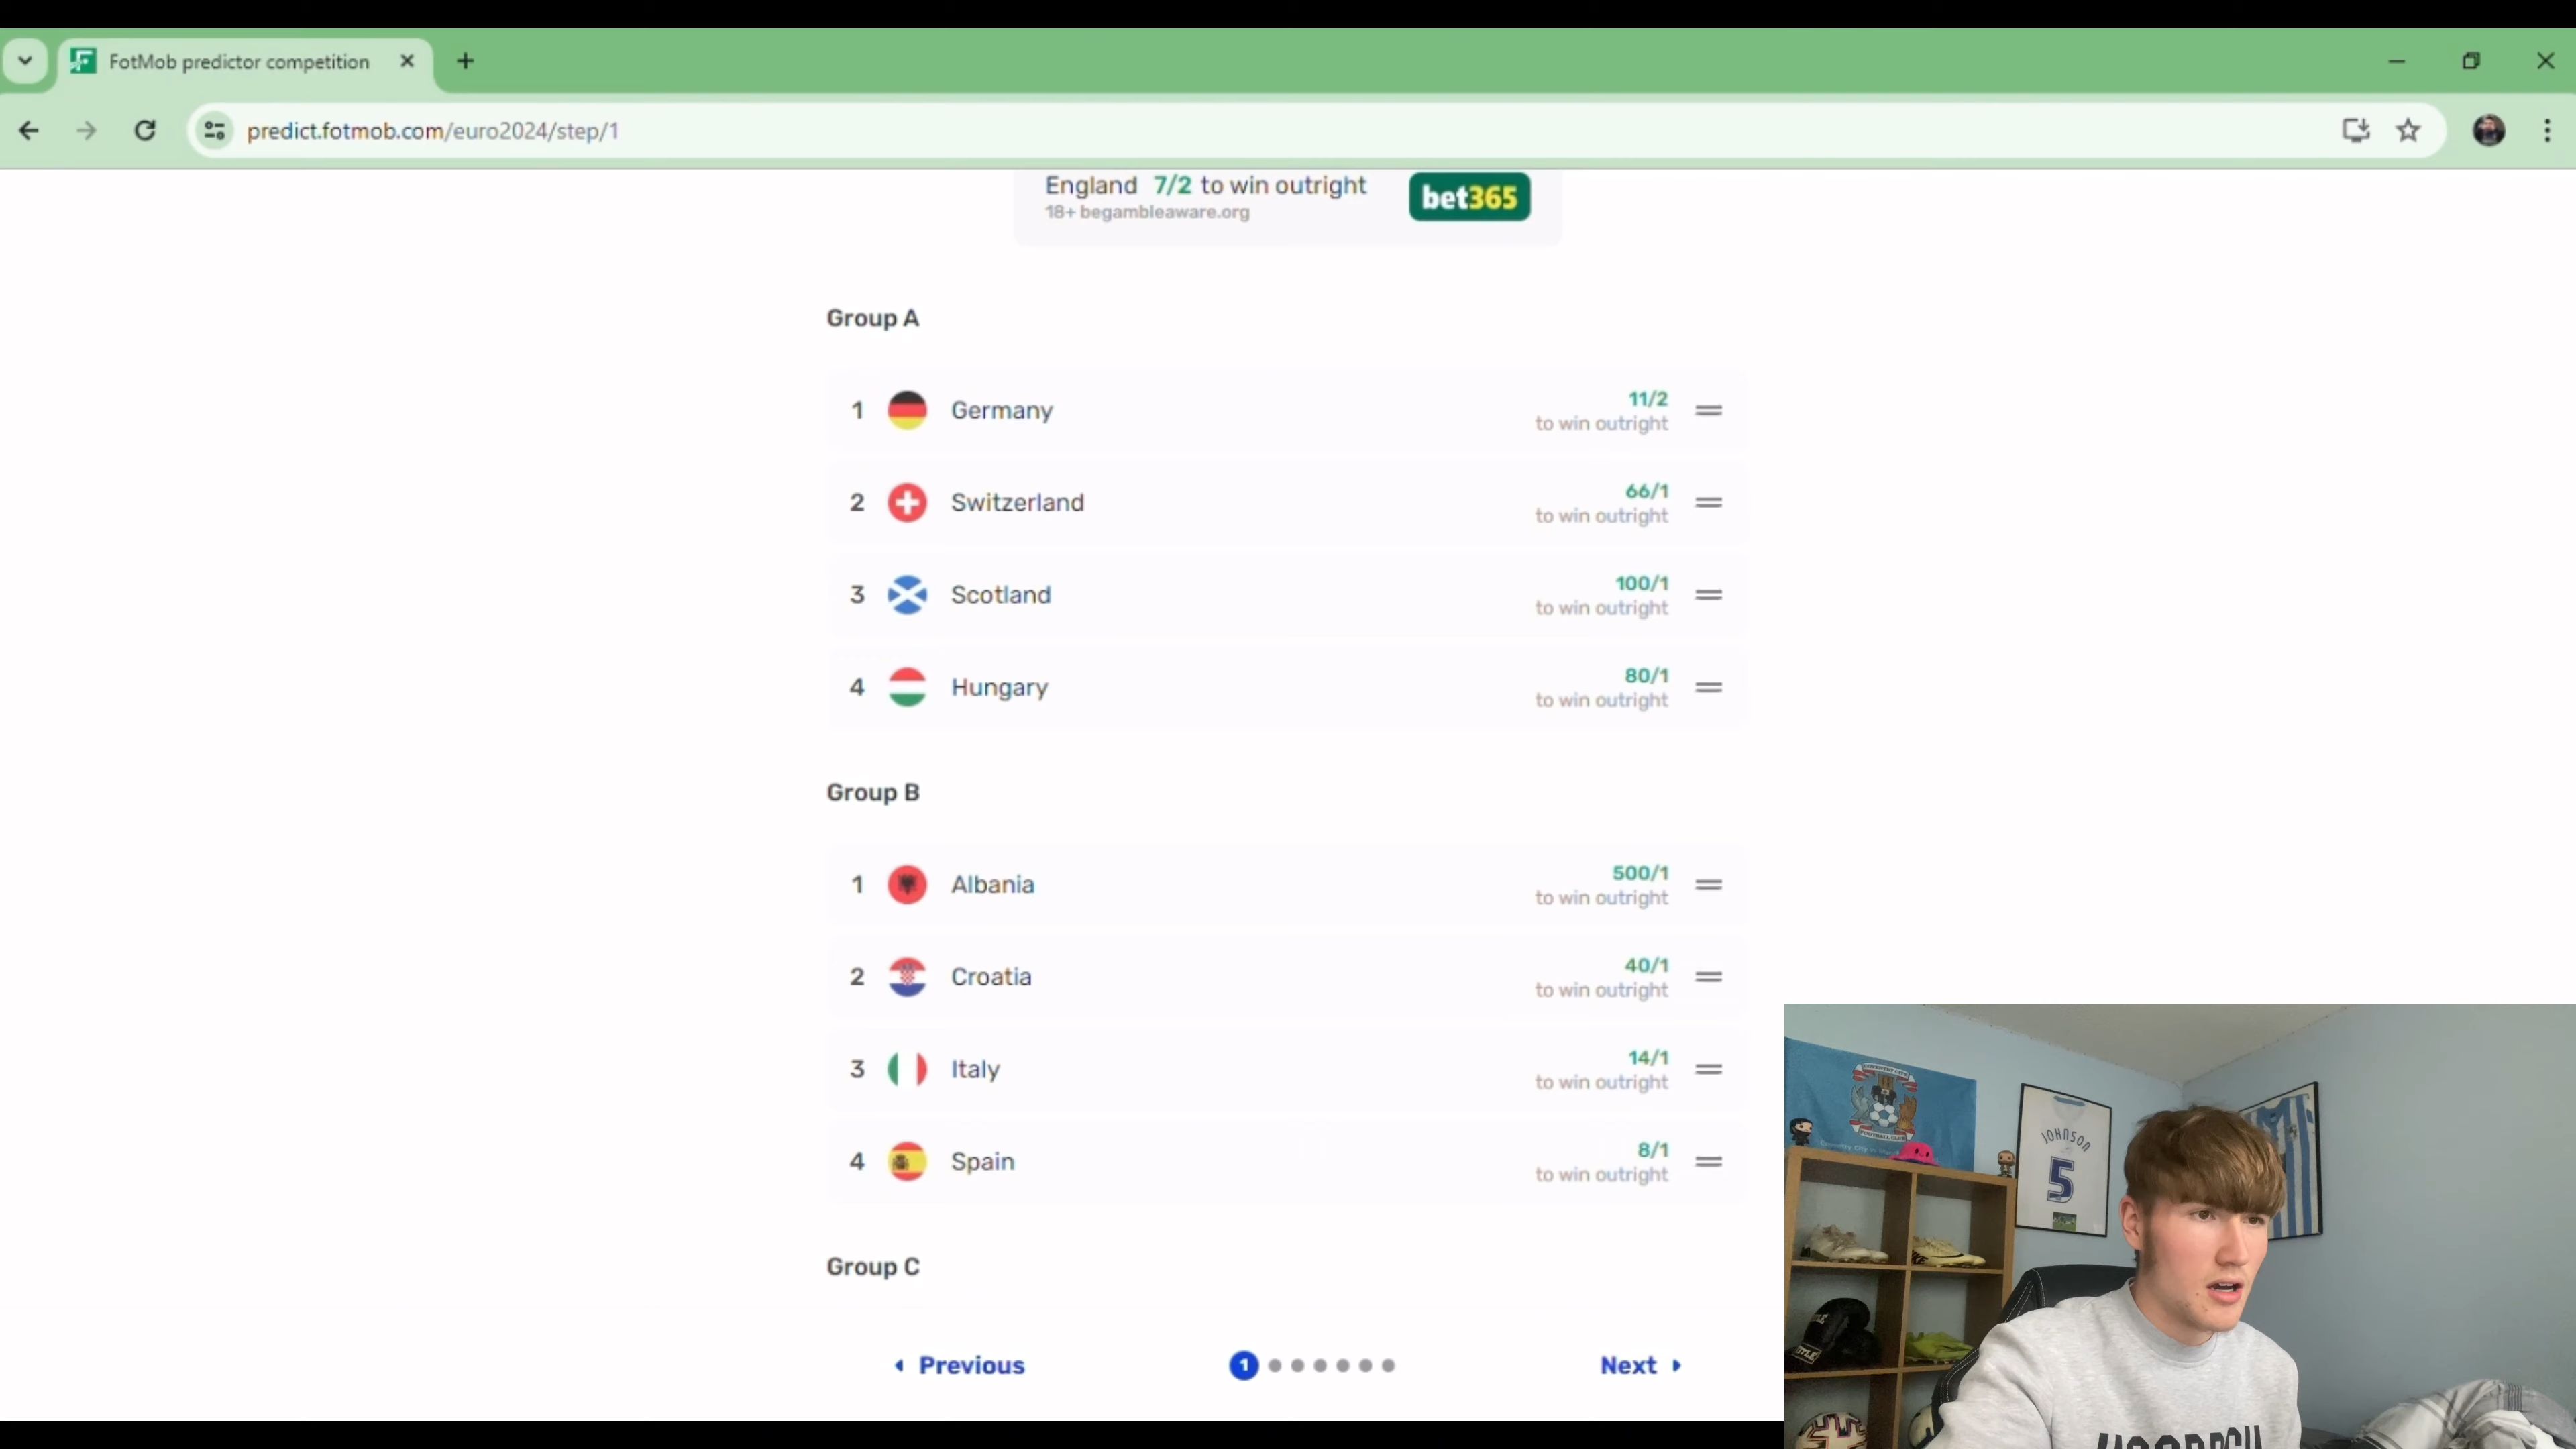 FotMob predictor competition
predict.fotmob.com/euro2024/step/1
England 7/2 to win outright
18+ begambleaware.org
bet365
Group A
1 Germany 11/2
to win outright
2 Switzerland 66/1
to win outright
3 Scotland 100/1
to win outright
4 Hungary 80/1
to win outright
Group B
1 Albania 500/1
to win outright
2 Croatia 40/1
to win outright
3 Italy 14/1
to win outright
4 Spain 8/1
to win outright
Group C
Previous
1
Next
JOHNSON
5